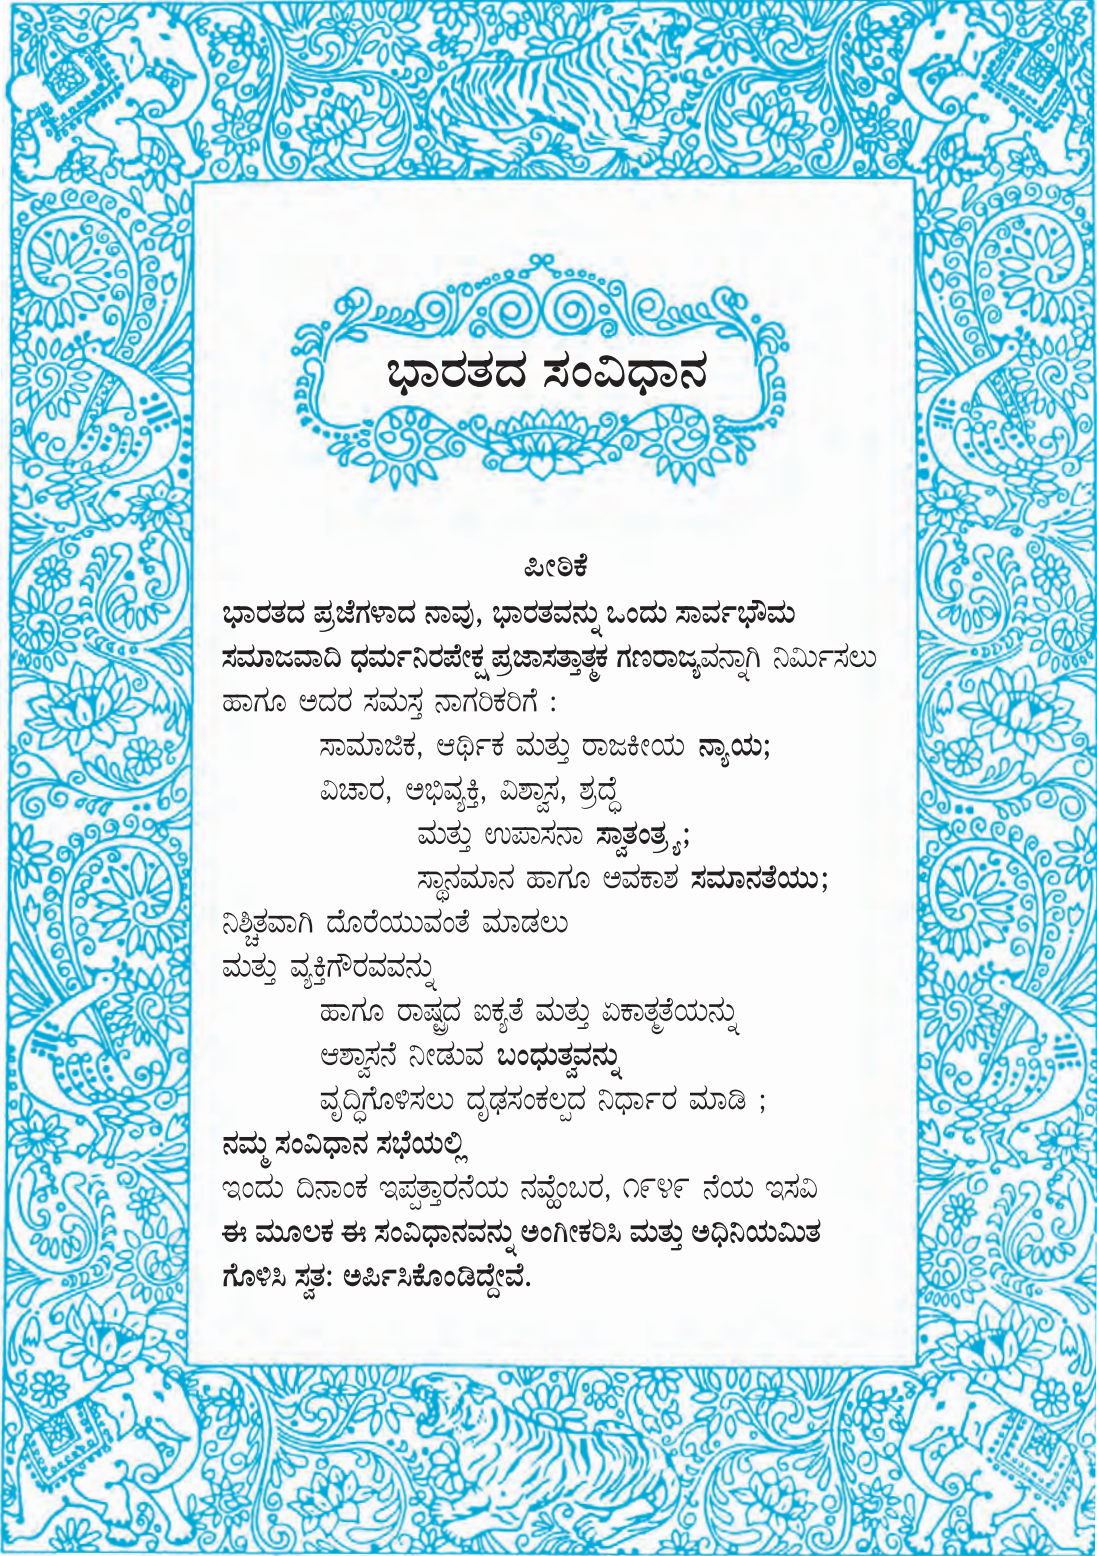 ಭಾರತದ ಸಂವಿಧಾನ
ಪೀಠಿಕೆ
ಭಾರತದ ಪ್ರಜೆಗಳಾದ ನಾವು, ಭಾರತವನ್ನು ಒಂದು ಸಾರ್ವಭೌಮ
ಸಮಾಜವಾದಿ ಧರ್ಮನಿರಪೇಕ್ಷ ಪ್ರಜಾಸತ್ತಾತ್ಮಕ ಗಣರಾಜ್ಯವನ್ನಾಗಿ ನಿರ್ಮಿಸಲು
ಹಾಗೂ ಅದರ ಸಮಸ್ತ ನಾಗರಿಕರಿಗೆ :
ಸಾಮಾಜಿಕ, ಆರ್ಥಿಕ ಮತ್ತು ರಾಜಕೀಯ ನ್ಯಾಯ;
ವಿಚಾರ, ಅಭಿವ್ಯಕ್ತಿ, ವಿಶ್ವಾಸ, ಶ್ರದ್ಧೆ
ಮತ್ತು ಉಪಾಸನಾ ಸ್ವಾತಂತ್ರ್ಯ;
ಸ್ಥಾನಮಾನ ಹಾಗೂ ಅವಕಾಶ ಸಮಾನತೆಯು;
ನಿಶ್ಚಿತವಾಗಿ ದೊರೆಯುವಂತೆ ಮಾಡಲು
ಮತ್ತು ವ್ಯಕ್ತಿಗೌರವವನ್ನು
ಹಾಗೂ ರಾಷ್ಟ್ರದ ಐಕ್ಯತೆ ಮತ್ತು ಏಕಾತ್ಮತೆಯನ್ನು
ಆಶ್ವಾಸನೆ ನೀಡುವ ಬಂಧುತ್ವವನ್ನು
ವೃದ್ಧಿಗೊಳಿಸಲು ದೃಢಸಂಕಲ್ಪದ ನಿರ್ಧಾರ ಮಾಡಿ ;
ನಮ್ಮ ಸಂವಿಧಾನ ಸಭೆಯಲ್ಲಿ
ಇಂದು ದಿನಾಂಕ ಇಪ್ಪತ್ತಾರನೆಯ ನವ್ಹೆಂಬರ, ೧೯೪೯ ನೆಯ ಇಸವಿ
ಈ ಮೂಲಕ ಈ ಸಂವಿಧಾನವನ್ನು ಅಂಗೀಕರಿಸಿ ಮತ್ತು ಅಧಿನಿಯಮಿತ
ಗೊಳಿಸಿ ಸ್ವತ: ಅರ್ಪಿಸಿಕೊಂಡಿದ್ದೇವೆ.